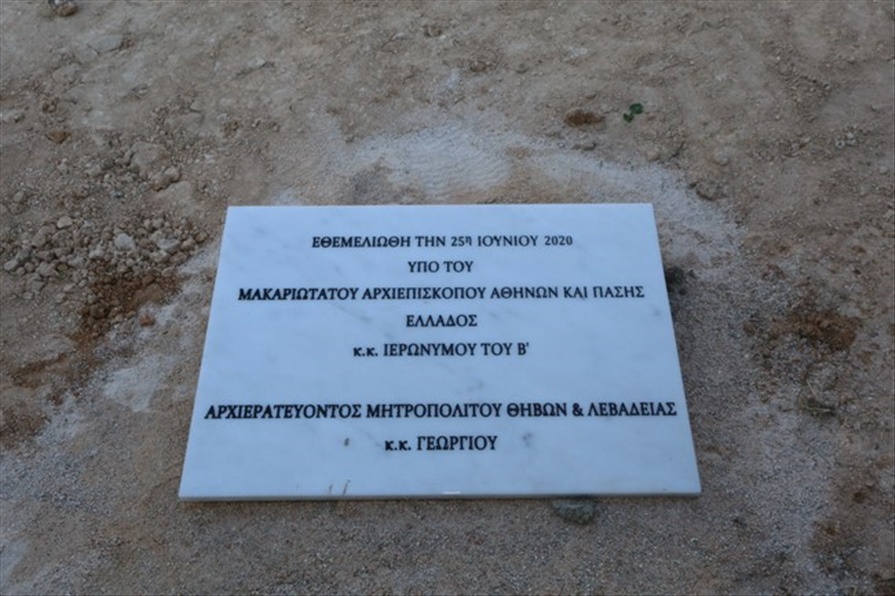 ΕΘΕΜΕΛΙΩΘΗ ΤΗΝ 25η ΙΟΥΝΙΟΥ 2020
ΥΠΟ ΤΟΥ
ΜΑΚΑΡΙΩΤΑΤΟΥ ΑΡΧΙΕΠΙΣΚΟΠΟΥ ΑΘΗΝΩΝ ΚΑΙ ΠΑΣΗΣ
ΕΛΛΑΔΟΣ
κ.κ. ΙΕΡΩΝΥΜΟΥ ΤΟΥ Β'
ΑΡΧΙΕΡΑΤΕΥΟΝΤΟΣ ΜΗΤΡΟΠΟΛΙΤΟΥ ΘΗΒΩΝ & ΛΕΒΑΔΕΙΑΣ
κ.κ. ΓΕΩΡΓΙΟΥ